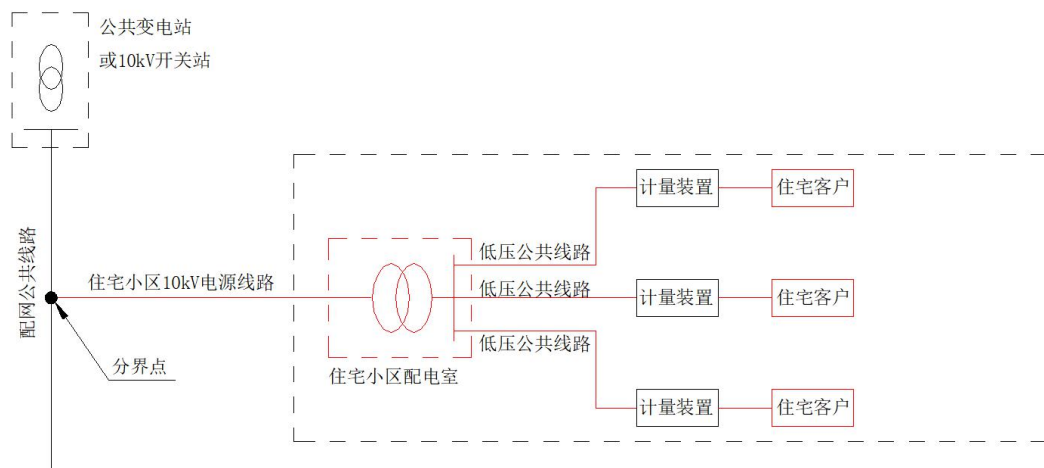 公共变电站
或10kV开关站
计量装置
住宅客户
低压公共线路
配网公共线路
住宅小区10kV电源线路
低压公共线路
计量装置
住宅客户
低压公共线路
分界点
住宅小区配电室
计量装置
住宅客户